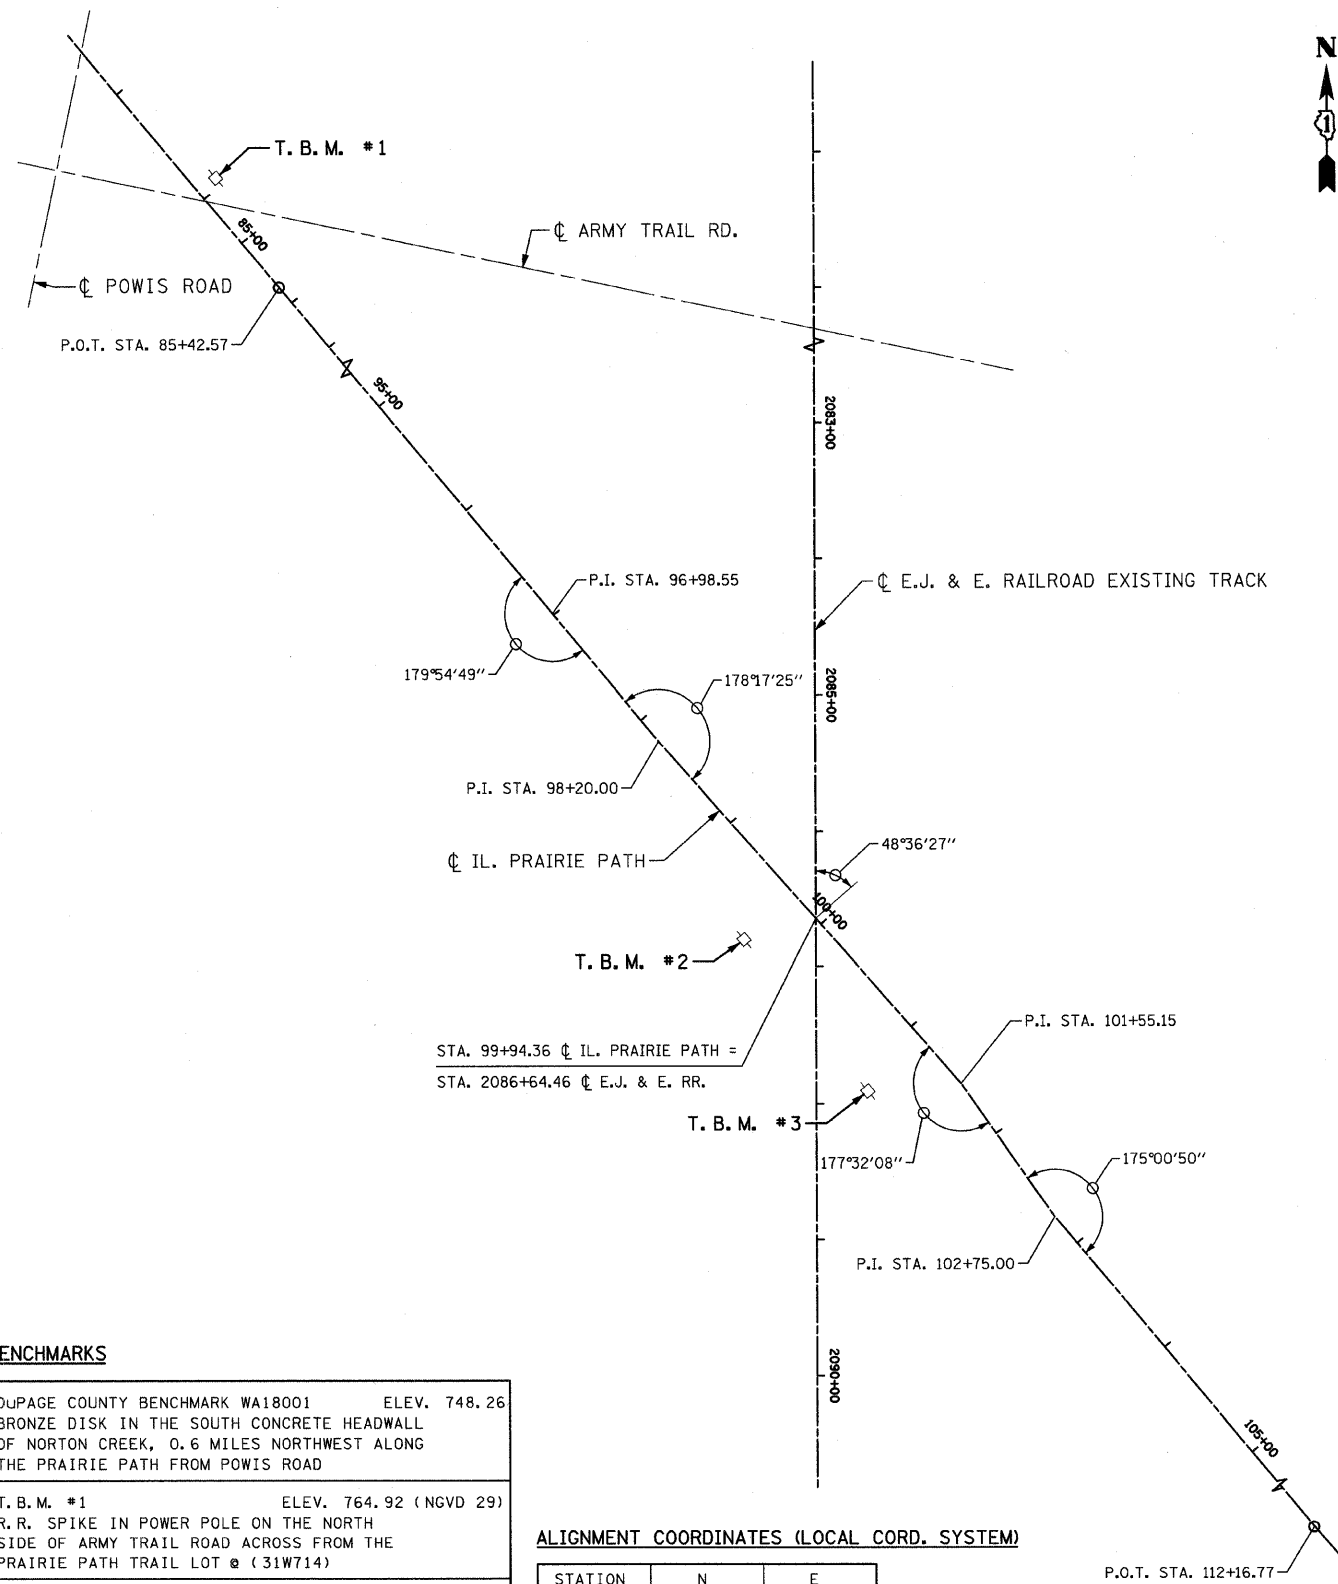 N
1
T.B.M. #1
85+00
℄ ARMY TRAIL RD.
℄ POWIS ROAD
P.O.T. STA. 85+42.57
95+00
2083+00
P.I. STA. 96+98.55
℄ E.J. & E. RAILROAD EXISTING TRACK
179°54'49"
178°17'25"
2085+00
P.I. STA. 98+20.00
48°36'27"
℄ IL. PRAIRIE PATH
100+00
T.B.M. #2
P.I. STA. 101+55.15
STA. 99+94.36 ℄ IL. PRAIRIE PATH =
STA. 2086+64.46 ℄ E.J. & E. RR.
T.B.M. #3
177°32'08"
175°00'50"
P.I. STA. 102+75.00
2090+00
105+00
P.O.T. STA. 112+16.77
ENCHMARKS
DuPAGE COUNTY BENCHMARK WA18001 ELEV. 748.26
BRONZE DISK IN THE SOUTH CONCRETE HEADWALL
OF NORTON CREEK, 0.6 MILES NORTHWEST ALONG
THE PRAIRIE PATH FROM POWIS ROAD
T.B.M. #1 ELEV. 764.92 (NGVD 29)
R.R. SPIKE IN POWER POLE ON THE NORTH
SIDE OF ARMY TRAIL ROAD ACROSS FROM THE
PRAIRIE PATH TRAIL LOT @ (31W714)
ALIGNMENT COORDINATES (LOCAL CORD. SYSTEM)
STATION N E